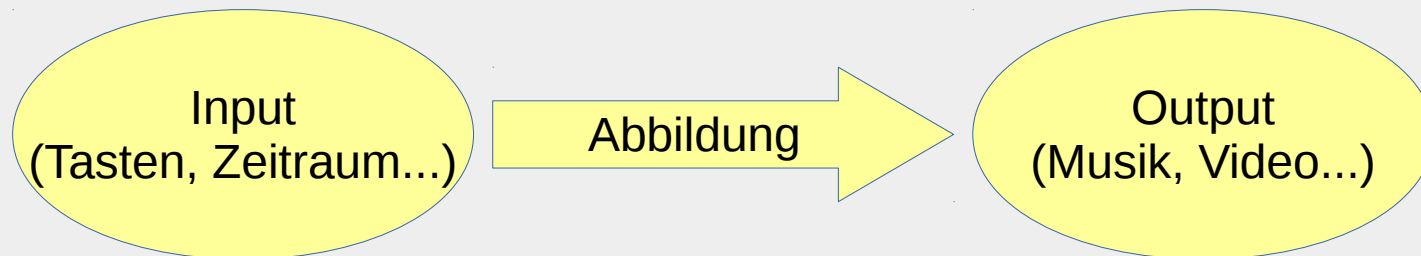 Input
(Tasten, Zeitraum...)
Abbildung
Output
(Musik, Video...)